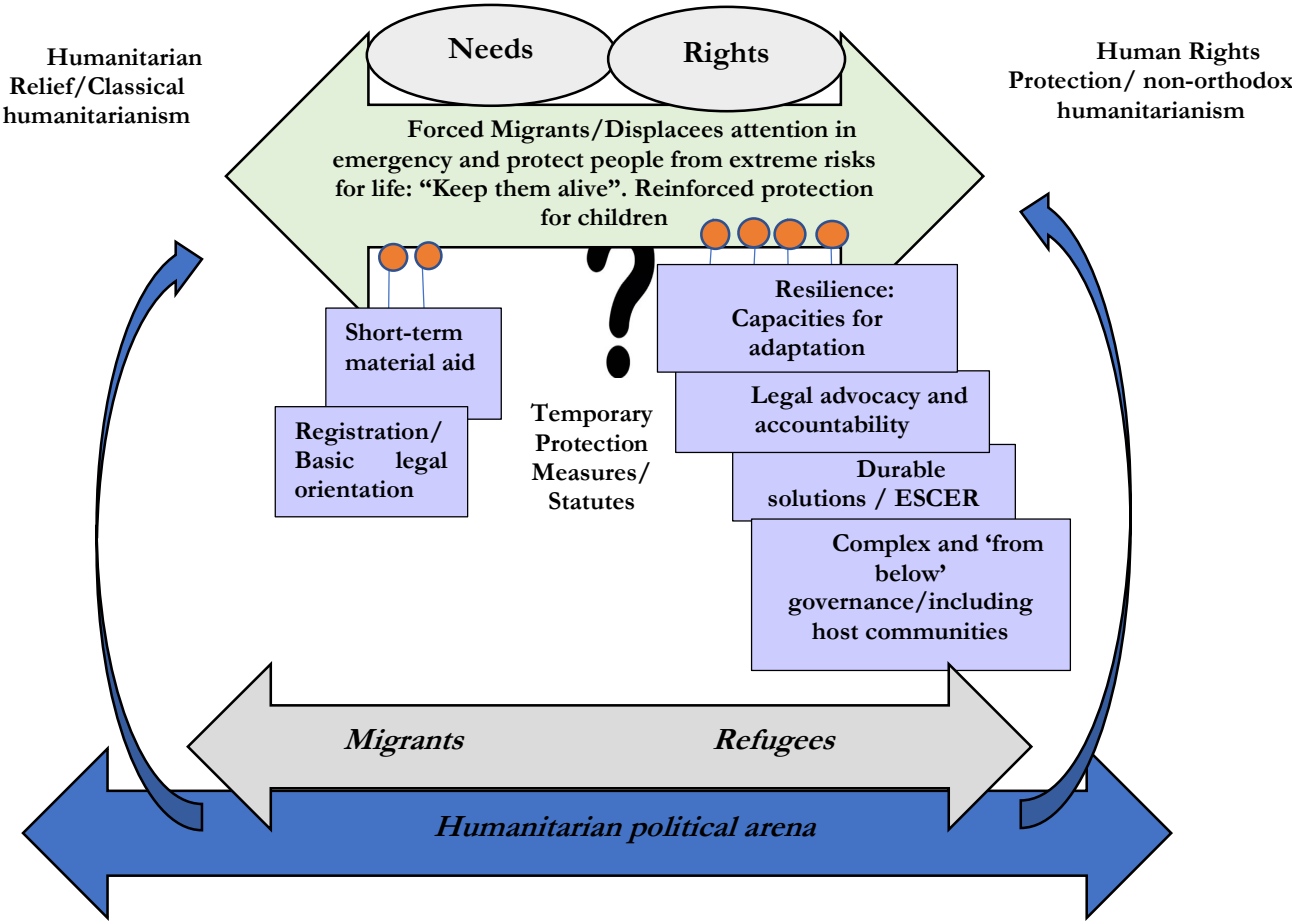 Needs
Rights
Humanitarian
Relief/Classical
humanitarianism
Human Rights
Protection/ non-orthodox
humanitarianism
Forced Migrants/Displacees attention in
emergency and protect people from extreme risks
for life: “Keep them alive”. Reinforced protection
for children
?
Short-term
material aid
Registration/
Basic legal
orientation
Temporary
Protection
Measures/
Statutes
Resilience:
Capacities for
adaptation
Legal advocacy and
accountability
Durable
solutions / ESCER
Complex and ‘from
below’
governance/including
host communities
Migrants
Refugees
Humanitarian political arena